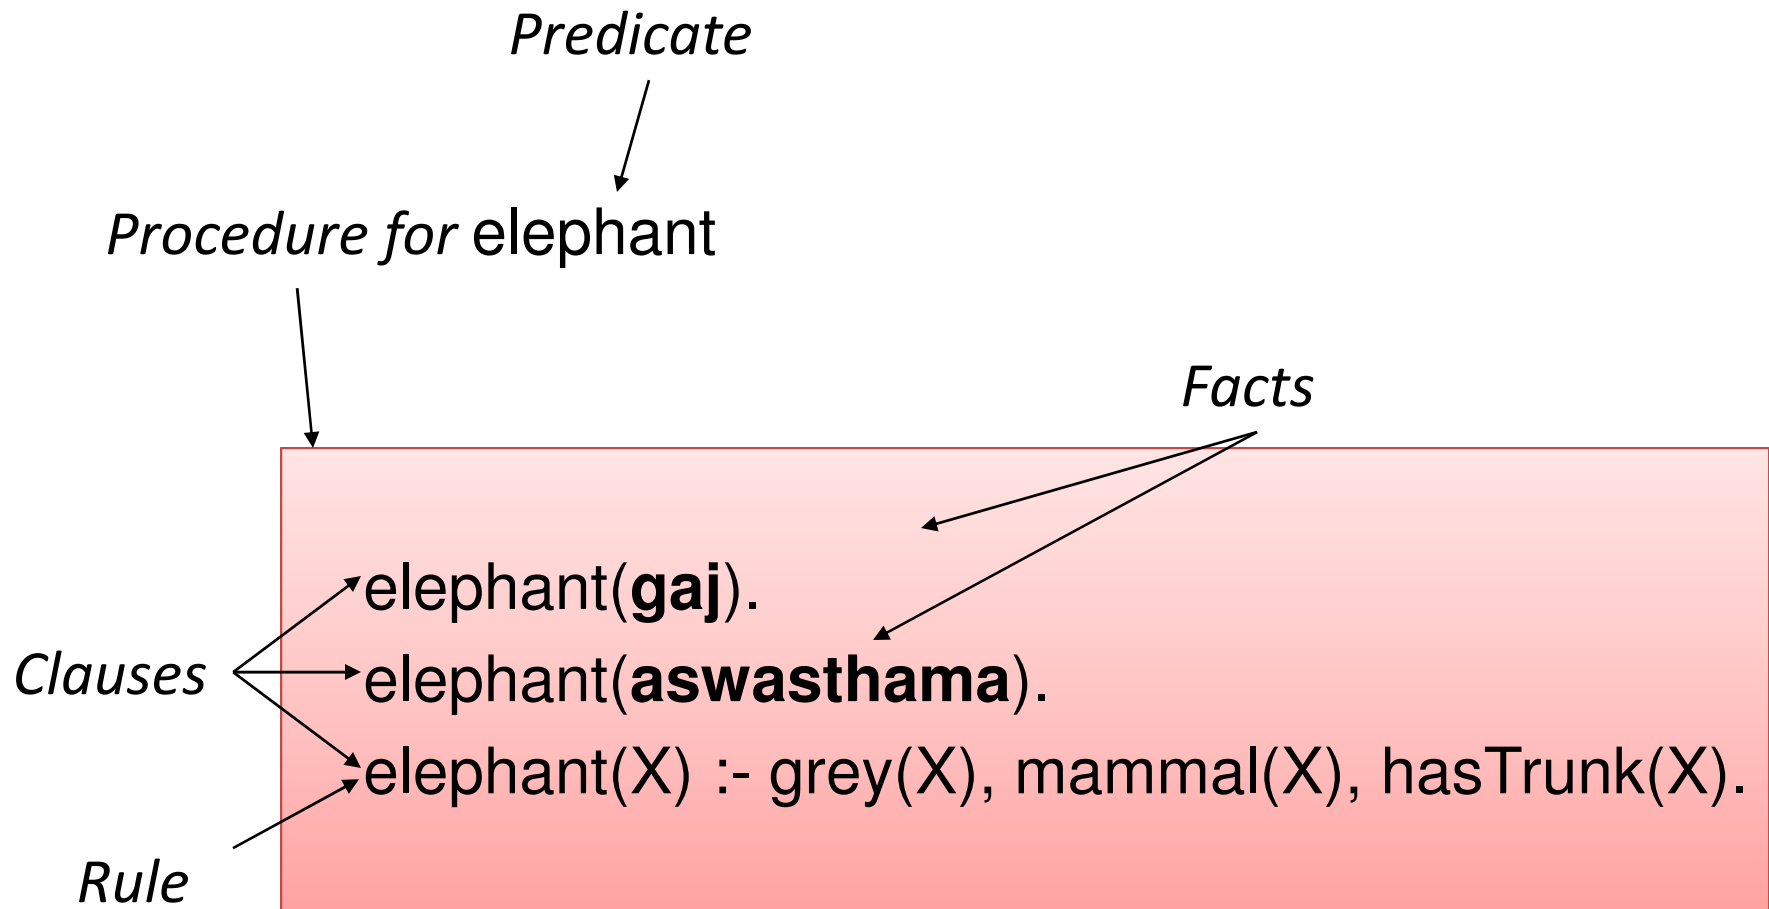 Predicate
Procedure for elephant
Facts
elephant(gaj).
Clauses
elephant(aswasthama).
elephant(X) :- grey(X), mammal(X), hasTrunk(X).
Rule